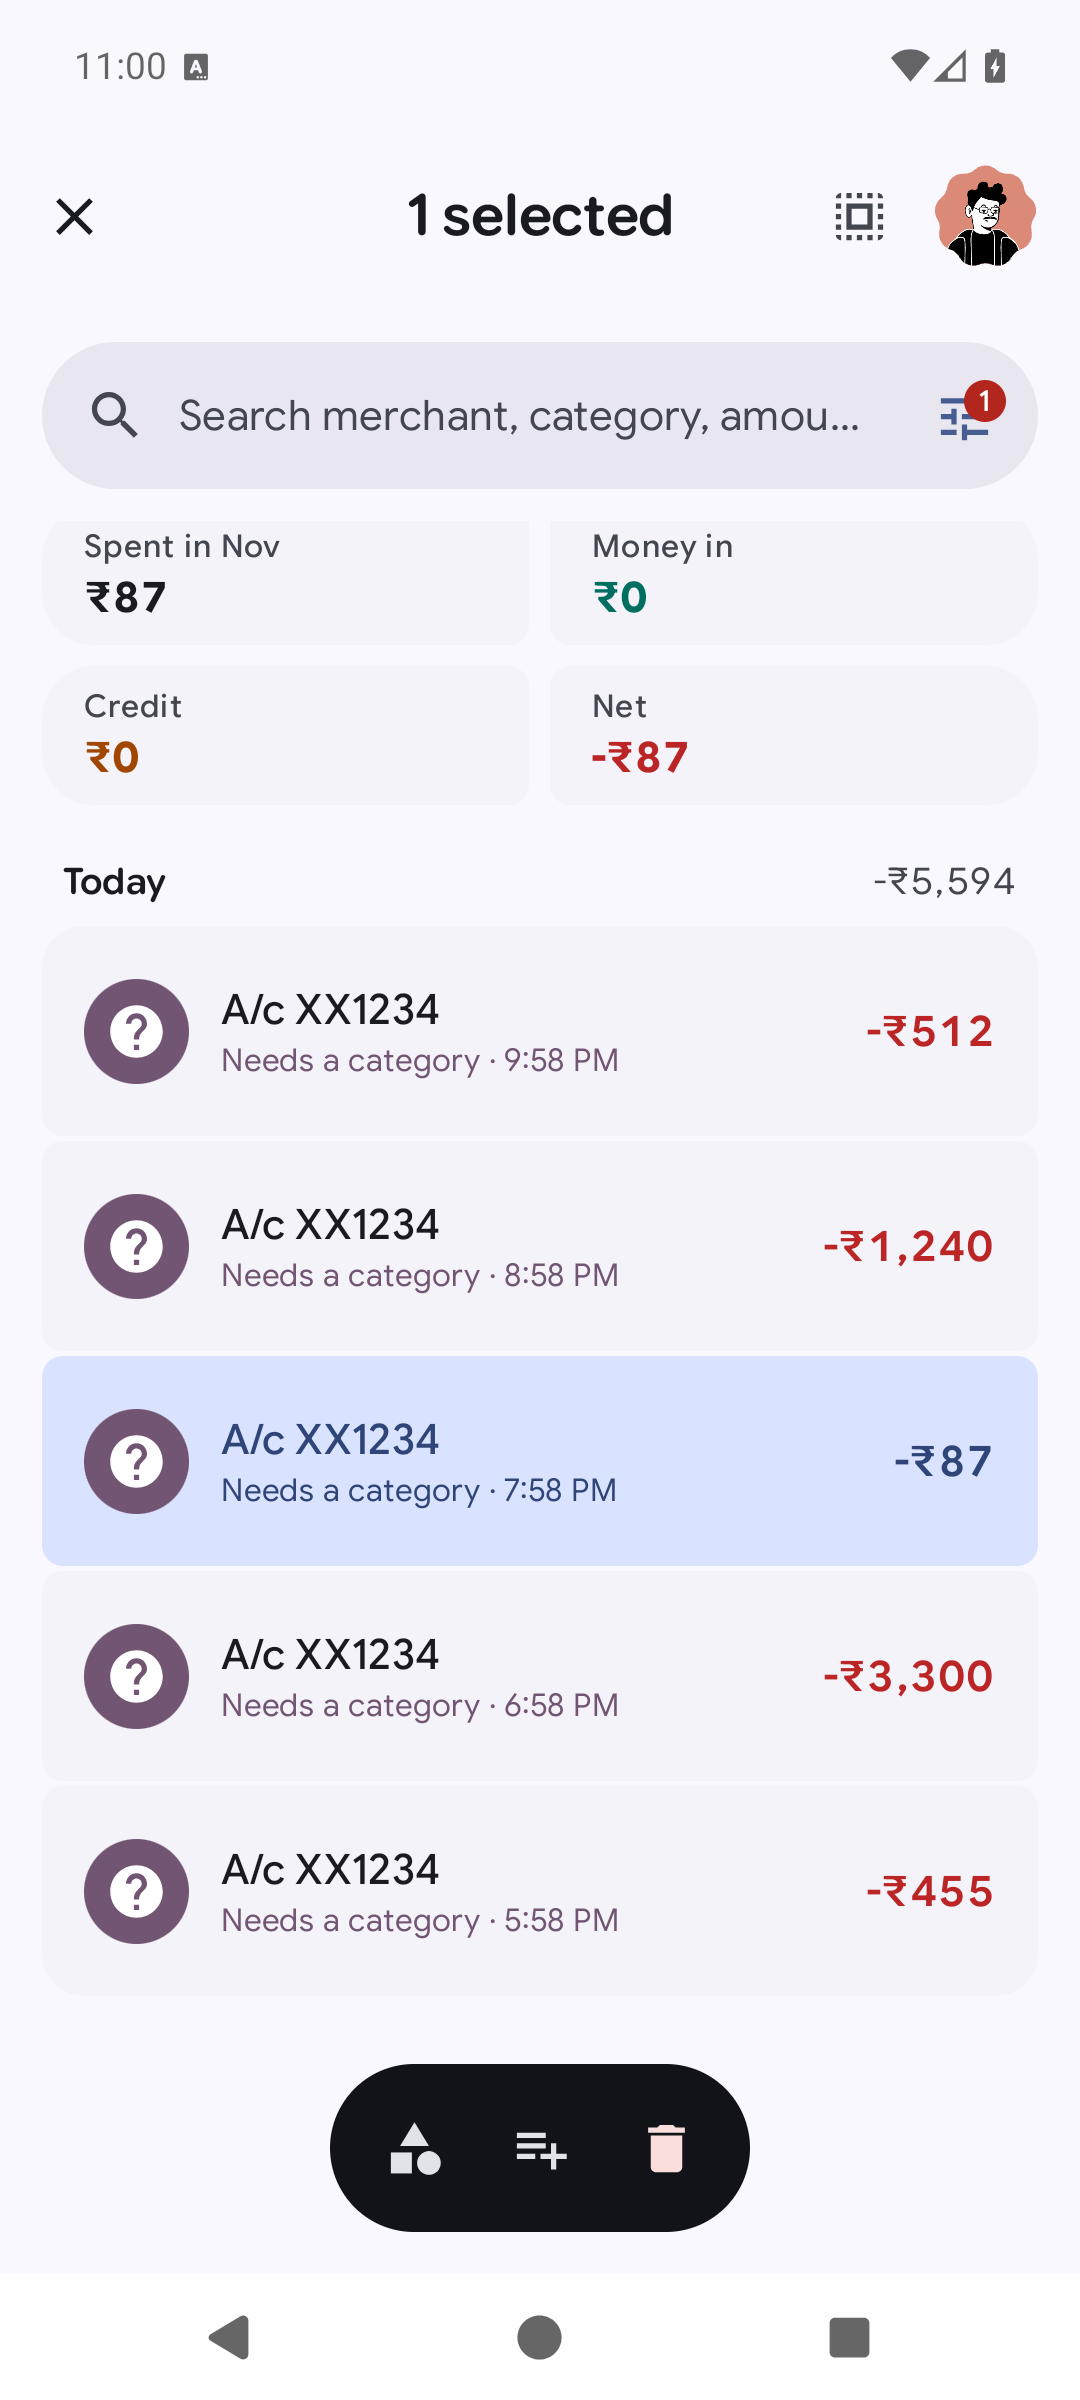 11:00
1 selected
Search merchant, category, amou...
1
Spent in Nov
₹87
Money in
₹0
Credit
₹0
Net
-₹87
Today
-₹5,594
A/c XX1234
-₹512
Needs a category · 9:58 PM
A/c XX1234
-₹1,240
Needs a category · 8:58 PM
A/c XX1234
-₹87
Needs a category · 7:58 PM
A/c XX1234
-₹3,300
Needs a category · 6:58 PM
A/c XX1234
-₹455
Needs a category · 5:58 PM